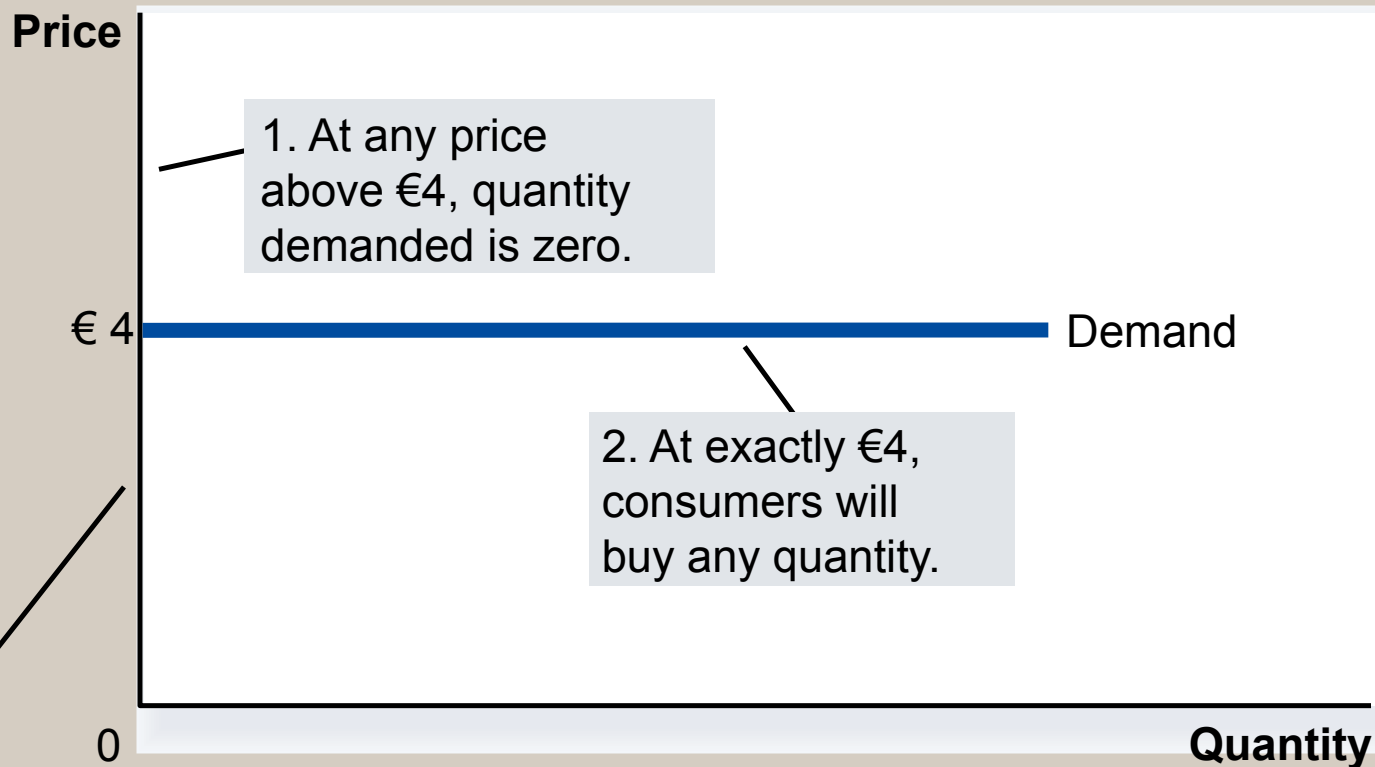 Price
1. At any price
above €4, quantity
demanded is zero.
€ 4
Demand
2. At exactly €4,
consumers will
buy any quantity.
0
Quantity